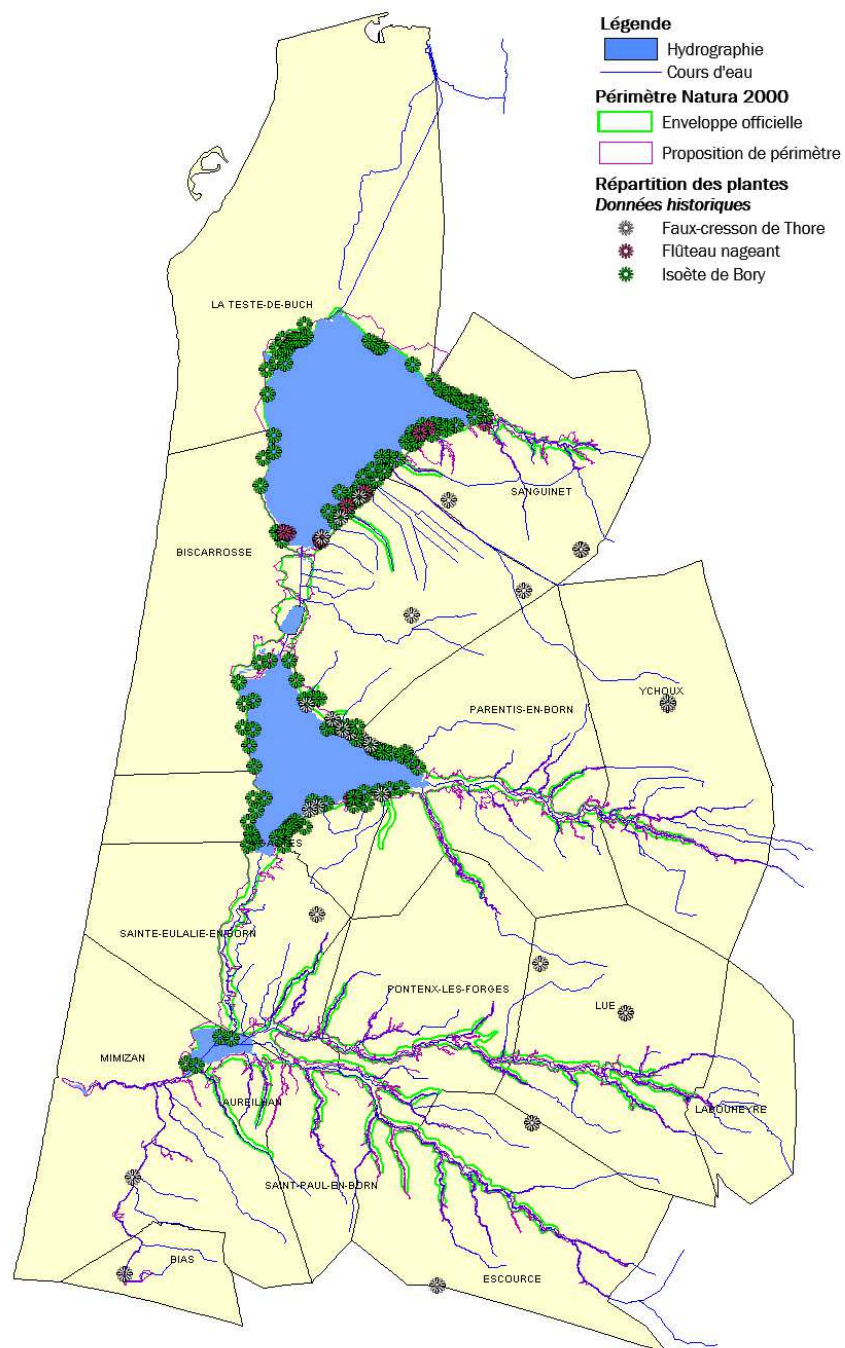 Légende
Hydrographie
Cours d'eau
Périmètre Natura 2000
Enveloppe officielle
Proposition de périmètre
Répartition des plantes
Données historiques
Faux-cresson de Thore
Flûteau nageant
Isoète de Bory
LA TESTE-DE-BUCH
SANGUINET
BISCARROSSE
YCHOUX
PARENTIS-EN-BORN
SAINTE-EULALIE-EN-BORN
PONTENX-LES-FORGES
LUE
MIMIZAN
AUREILHAN
LABOUHEYRE
SAINT-PAUL-EN-BORN
BIAS
ESCOURCE